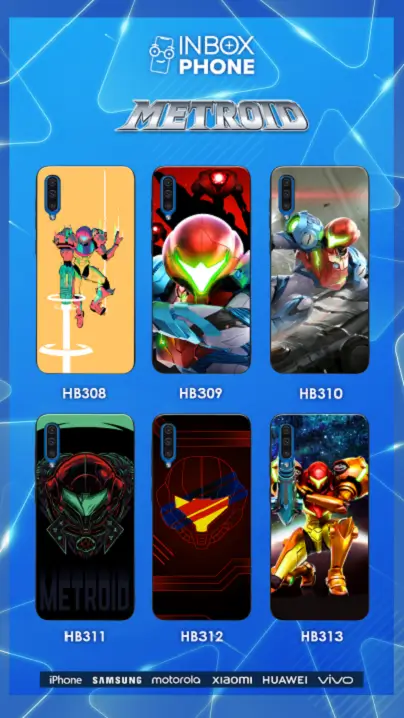 INBOX
PHONE
METROID
HB308 HB309 HB310
METROID
HB311 HB312 HB313
iPhone SAMSUNG motorola xiaomi HUAWEI vivo